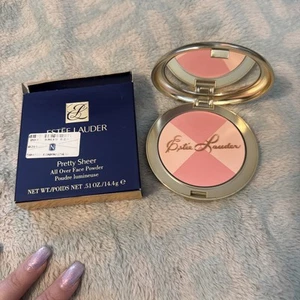 EL
ESTÉE LAUDER
N
Pretty Sheer
All Over Face Powder
Poudre lumineuse
NET WT/POIDS NET .51 OZ/14.4g
Estée Lauder